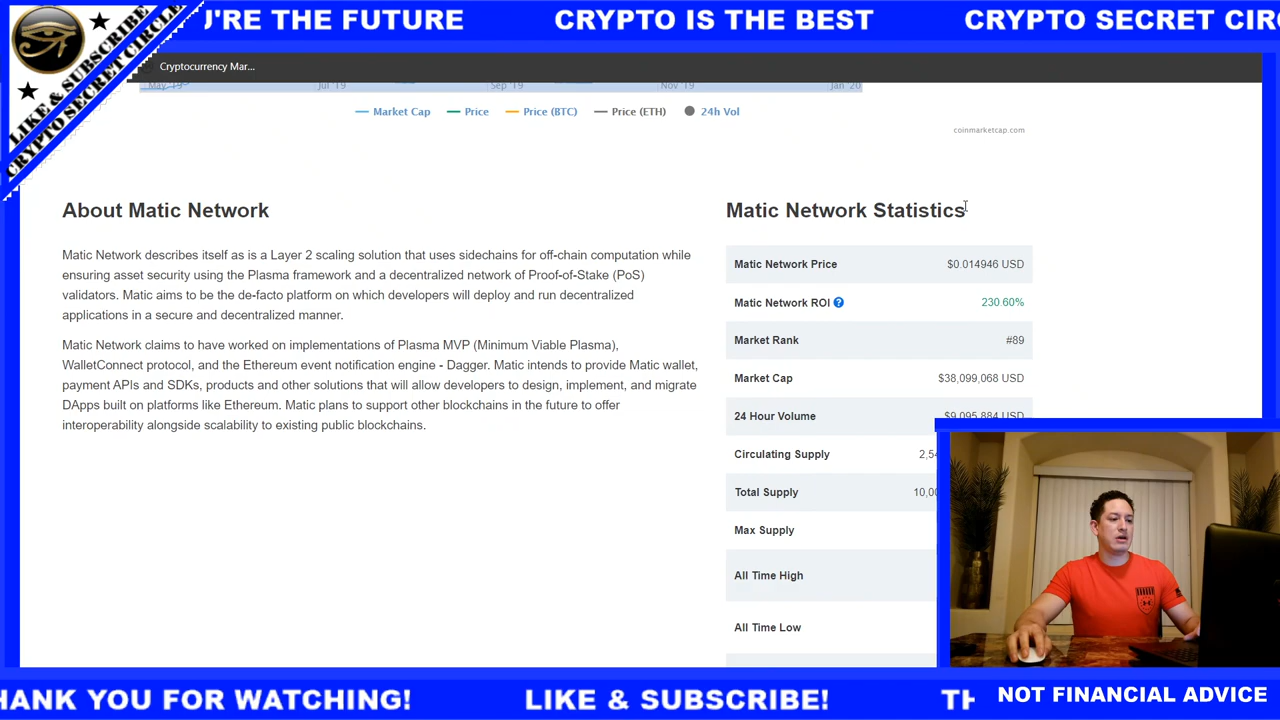 'RE THE FUTURE
CRYPTO IS THE BEST
CRYPTO SECRET
LIKE & SUBSCRIBE
CRYPTO SECRET CIRCLE
Cryptocurrency Mar...
May '19
Jul '19
Sep '19
Nov '19
Jan '20
Market Cap
Price
Price (BTC)
Price (ETH)
24h Vol
coinmarketcap.com
About Matic Network
Matic Network describes itself as is a Layer 2 scaling solution that uses sidechains for off-chain computation while
ensuring asset security using the Plasma framework and a decentralized network of Proof-of-Stake (PoS)
validators. Matic aims to be the de-facto platform on which developers will deploy and run decentralized
applications in a secure and decentralized manner.
Matic Network claims to have worked on implementations of Plasma MVP (Minimum Viable Plasma),
WalletConnect protocol, and the Ethereum event notification engine - Dagger. Matic intends to provide Matic wallet,
payment APIs and SDKs, products and other solutions that will allow developers to design, implement, and migrate
DApps built on platforms like Ethereum. Matic plans to support other blockchains in the future to offer
interoperability alongside scalability to existing public blockchains.
Matic Network Statistics
Matic Network Price $0.014946 USD
Matic Network ROI 230.60%
Market Rank #89
Market Cap $38,099,068 USD
24 Hour Volume $9,095,884 USD
Circulating Supply 2,54
Total Supply 10,00
Max Supply
All Time High
All Time Low
HANK YOU FOR WATCHING!
LIKE & SUBSCRIBE!
TH
NOT FINANCIAL ADVICE